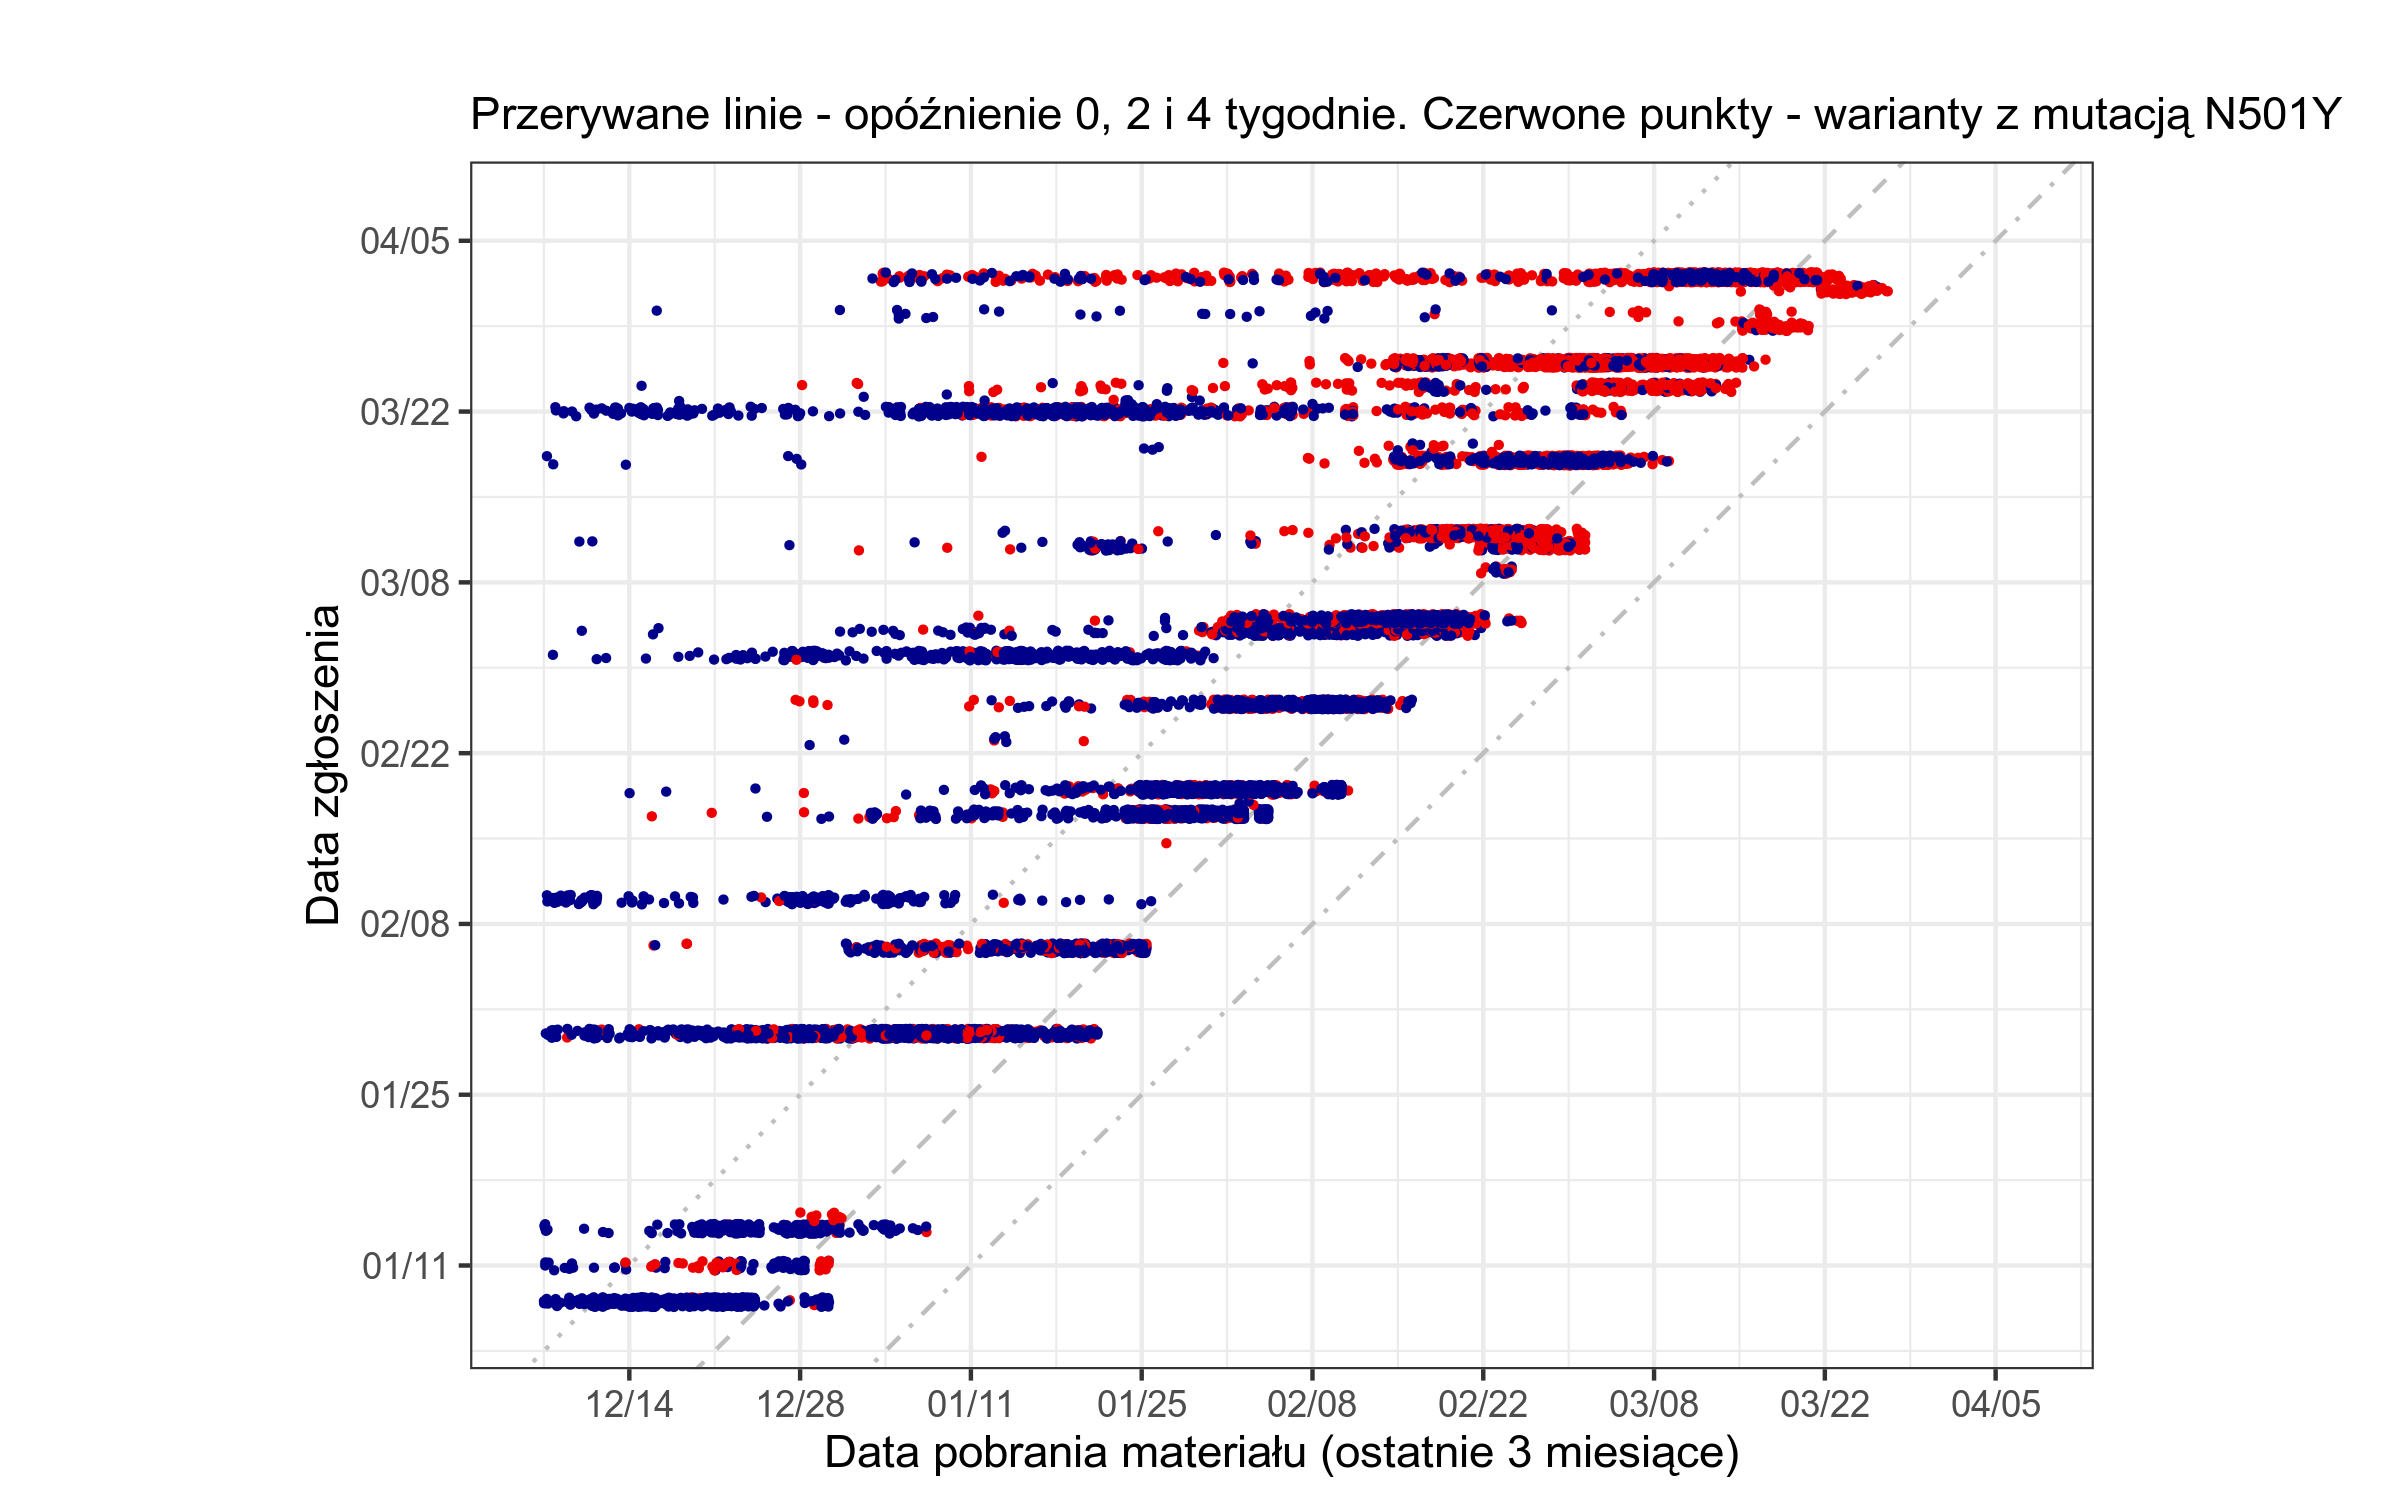 Przerywane linie - opóźnienie 0, 2 i 4 tygodnie. Czerwone punkty - warianty z mutacją N501Y
Data zgłoszenia
04/05
03/22
03/08
02/22
02/08
01/25
01/11
12/14 12/28 01/11 01/25 02/08 02/22 03/08 03/22 04/05
Data pobrania materiału (ostatnie 3 miesiące)